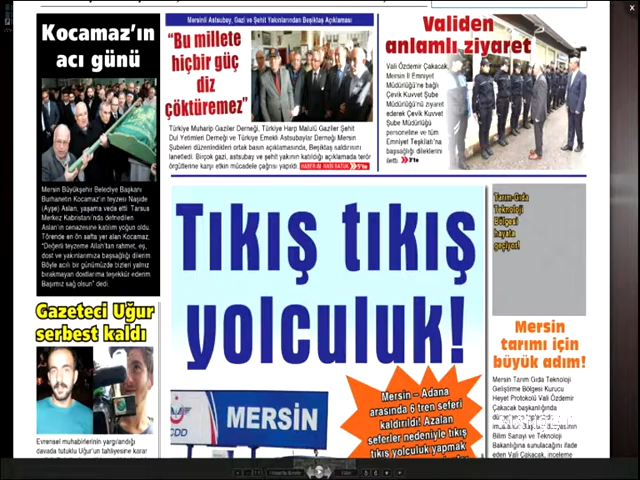 Kocamaz'ın
acı günü
Mersin Büyükşehir Belediye Başkanı
Burhanettin Kocamaz'ın teyzesi Naşide
(Ayşe) Aslan, yaşama veda etti. Tarsus
Merkez Kabristanı'nda defnedilen
Aslan'ın cenazesine katılım yoğun oldu.
Törende en ön safta yer alan Kocamaz,
"Değerli teyzeme Allah'tan rahmet, eş,
dost ve yakınlarımıza başsağlığı dilerim.
Böyle acılı bir günümüzde bizleri yalnız
bırakmayan dostlarıma teşekkür ederim.
Başımız sağ olsun" dedi.
Gazeteci Uğur
serbest kaldı
Evrensel muhabirlerinin yargılandığı
davada tutuklu Uğur'un tahliyesine karar
Mersinli Astsubay, Gazi ve Şehit Yakınlarından Beşiktaş Açıklaması
"Bu millete
hiçbir güç
diz
çöktüremez"
Türkiye Muharip Gaziler Derneği, Türkiye Harp Malulü Gaziler Şehit
Dul Yetimleri Derneği ve Türkiye Emekli Astsubaylar Derneği Mersin
Şubeleri düzenledikleri ortak basın açıklamasında, Beşiktaş saldırısını
lanetledi. Birçok gazi, astsubay ve şehit yakının katıldığı açıklamada terör
örgütlerine karşı etkin mücadele çağrısı yapıldı.
Validen
anlamlı ziyaret
Vali Özdemir Çakacak,
Mersin İl Emniyet
Müdürlüğü'ne bağlı
Çevik Kuvvet Şube
Müdürlüğü'nü ziyaret
ederek Çevik Kuvvet
Şube Müdürlüğü
personeline ve tüm
Emniyet Teşkilatı'na
başsağlığı dileklerini
iletti.
Tıkış tıkış
yolculuk!
MERSİN
CDD
Mersin – Adana
arasında 6 tren seferi
kaldırıldı! Azalan
seferler nedeniyle tıkış
tıkış yolculuk yapmak
Tarım-Gıda
Teknoloji
Bölgesi
hayata
geçiyor!
Mersin
tarımı için
büyük adım!
Mersin Tarım Gıda Teknoloji
Geliştirme Bölgesi Kurucu
Heyet Protokolü Vali Özdemir
Çakacak başkanlığında
Bilim Sanayi ve Teknoloji
Bakanlığına sunulacağını ifade
eden Vali Çakacak, inceleme